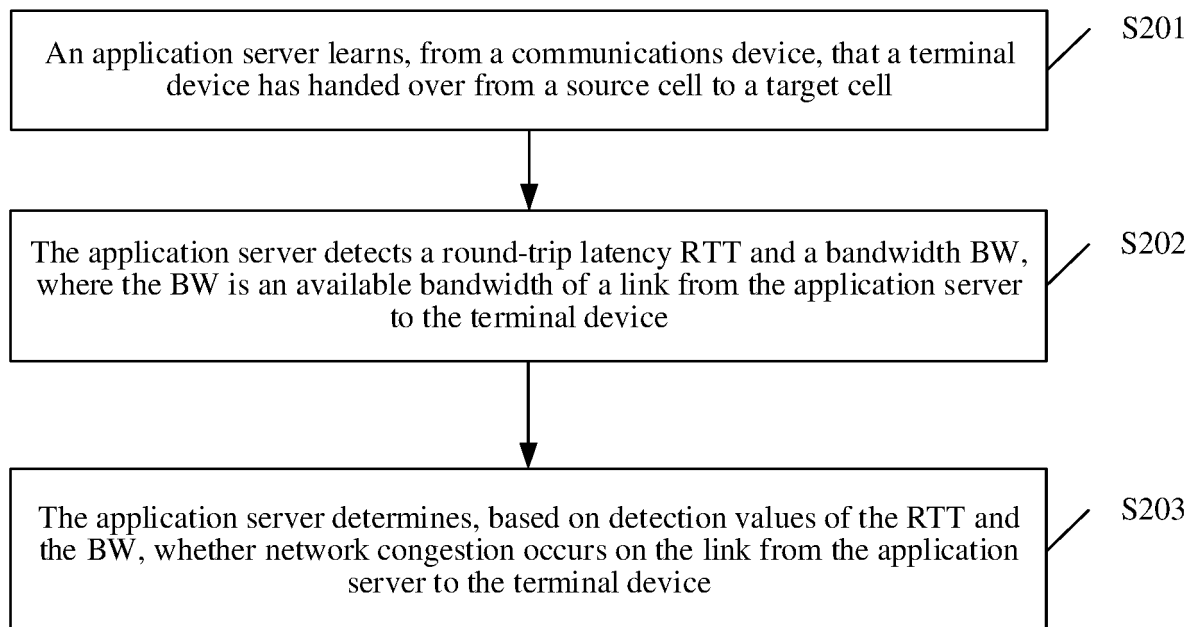 An application server learns, from a communications device, that a terminal
device has handed over from a source cell to a target cell
S201
The application server detects a round-trip latency RTT and a bandwidth BW,
where the BW is an available bandwidth of a link from the application server
to the terminal device
S202
The application server determines, based on detection values of the RTT and
the BW, whether network congestion occurs on the link from the application
server to the terminal device
S203